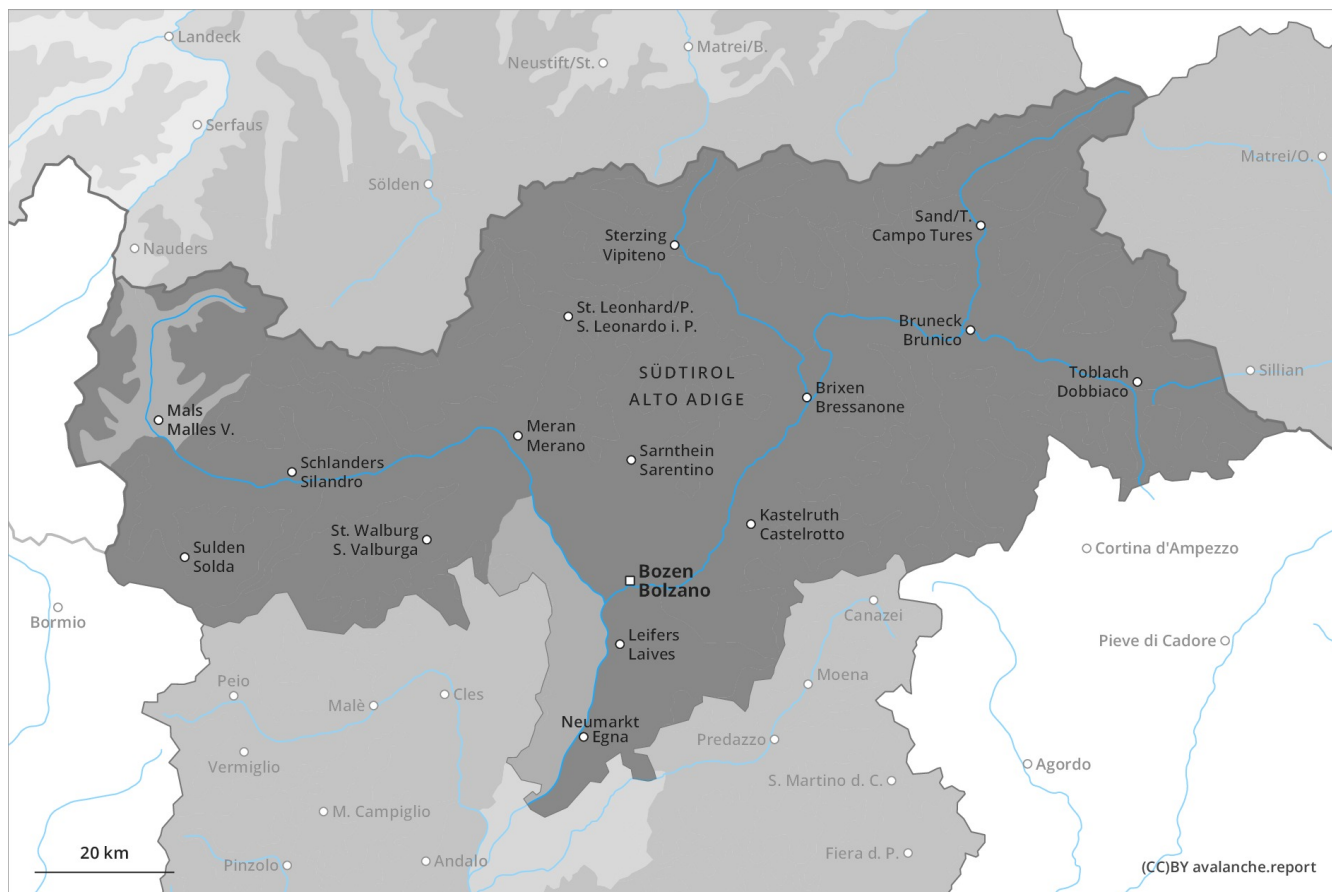 Landeck
Matrei/B.
Neustift/St.
Serfaus
Matrei/O.
Sölden
Sand/T.
Campo Tures
Sterzing
Vipiteno
Nauders
St. Leonhard/P.
S. Leonardo i. P.
Bruneck
Brunico
SÜDTIROL
ALTO ADIGE
Toblach
Dobbiaco
Sillian
Brixen
Bressanone
Mals
Malles V.
Meran
Merano
Sarnthein
Sarentino
Schlanders
Silandro
Kastelruth
Castelrotto
St. Walburg
S. Valburga
Sulden
Solda
Cortina d'Ampezzo
Bozen
Bolzano
Bormio
Canazei
Leifers
Laives
Pieve di Cadore
Peio
Moena
Cles
Malè
Neumarkt
Egna
Predazzo
Vermiglio
Agordo
S. Martino d. C.
M. Campiglio
20 km
Pinzolo
Andalo
Fiera d. P.
(CC)BY avalanche.report